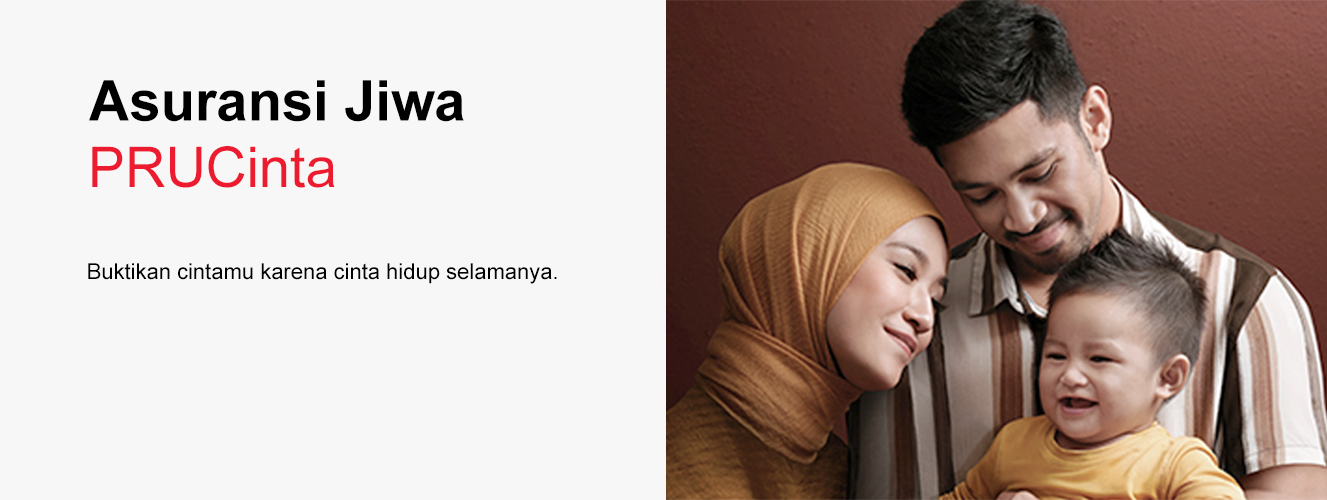 Asuransi Jiwa
PRUCinta
Buktikan cintamu karena cinta hidup selamanya.